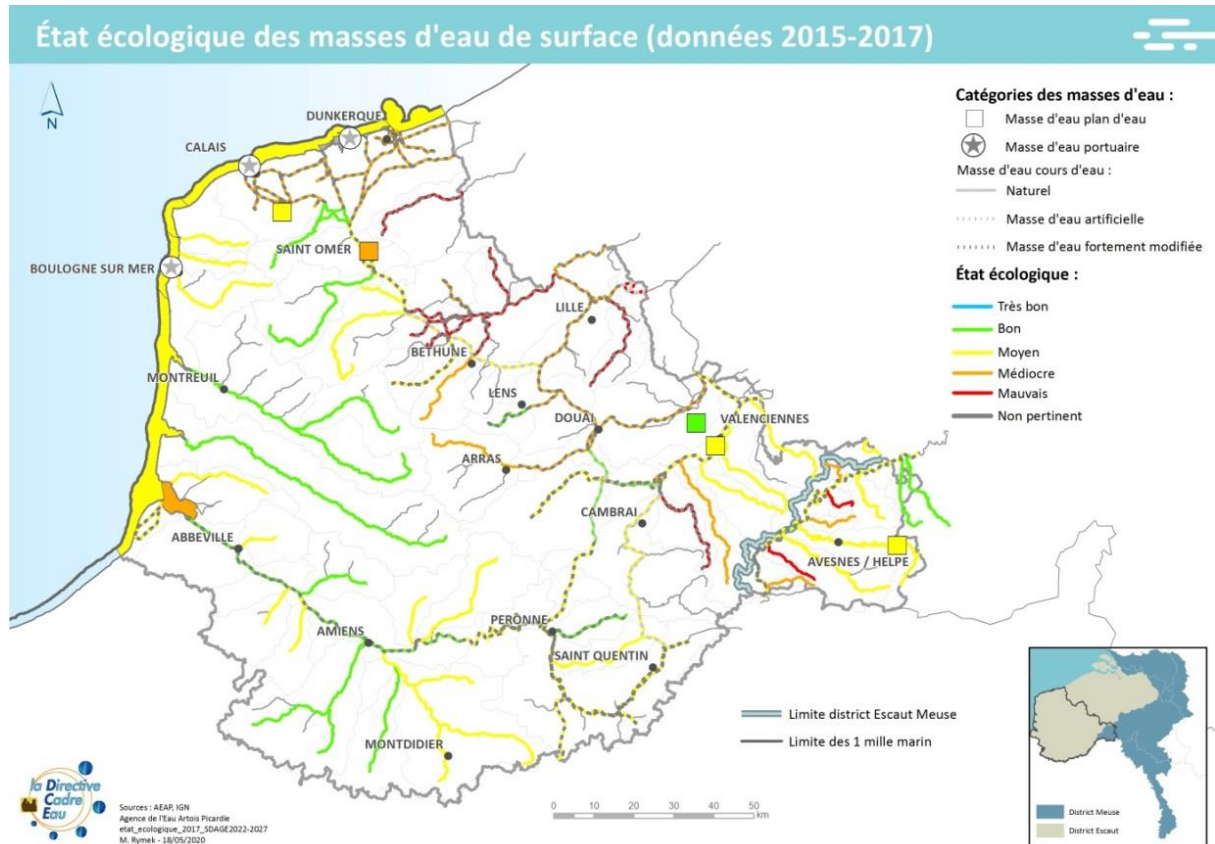 État écologique des masses d'eau de surface (données 2015-2017)
N
DUNKERQUE
CALAIS
SAINT OMER
BOULOGNE SUR MER
LILLE
BETHUNE
MONTREUIL
LENS
DOUAI
VALENCIENNES
ARRAS
CAMBRAI
ABBEVILLE
AVESNES / HELPE
AMIENS
PERONNE
SAINT QUENTIN
MONTDIDIER
Catégories des masses d'eau :
Masse d'eau plan d'eau
Masse d'eau portuaire
Masse d'eau cours d'eau :
Naturel
Masse d'eau artificielle
Masse d'eau fortement modifiée
État écologique :
Très bon
Bon
Moyen
Médiocre
Mauvais
Non pertinent
Limite district Escaut Meuse
Limite des 1 mille marin
0 10 20 30 40 50
km
District Meuse
District Escaut
la Directive
Cadre
Eau
Sources : AEAP, IGN
Agence de l'Eau Artois Picardie
etat_ecologique_2017_SDAGE2022-2027
M. Rymek - 18/05/2020